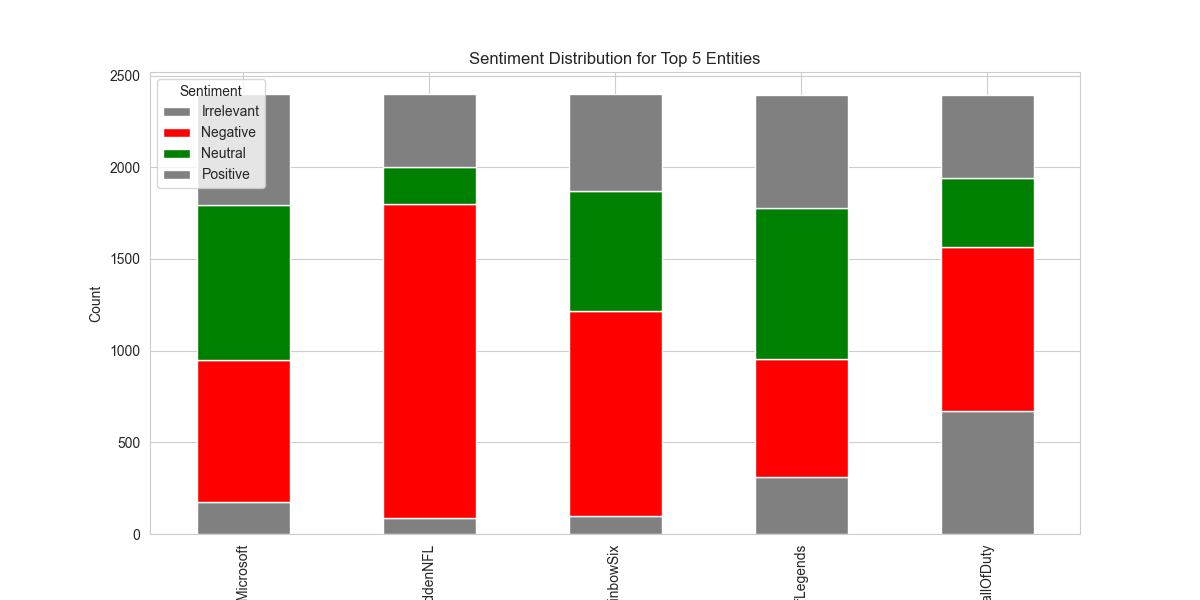 Sentiment Distribution for Top 5 Entities
Sentiment
Irrelevant
Negative
Neutral
Positive
2500
2000
1500
1000
500
0
Count
Microsoft
ddenNFL
inbowSix
Legends
allOfDuty